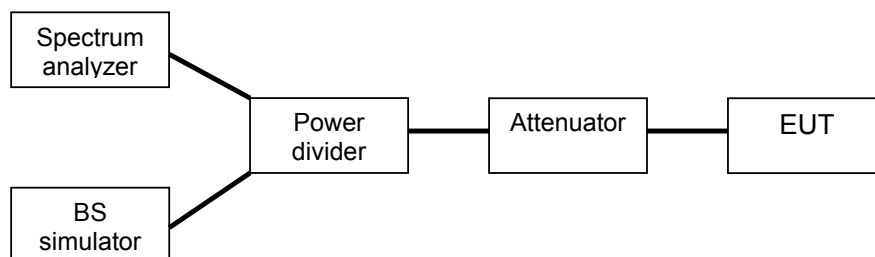 Spectrum
analyzer
Power
divider
Attenuator
EUT
BS
simulator